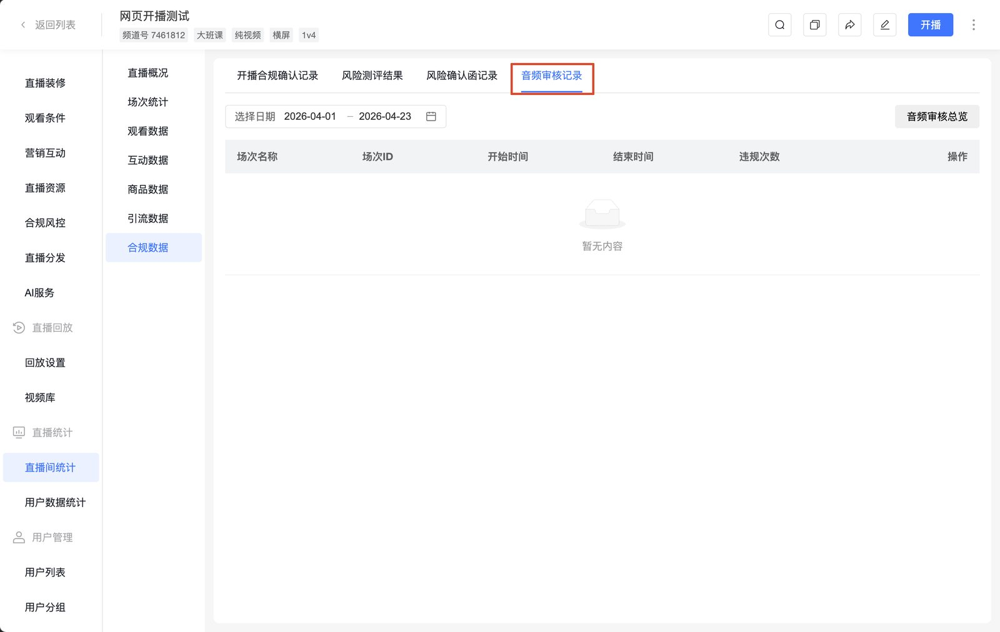 返回列表
网页开播测试
频道号 7461812 大班课 纯视频 横屏 1v4
开播
直播装修
观看条件
营销互动
直播资源
合规风控
直播分发
AI服务
直播回放
回放设置
视频库
直播统计
直播间统计
用户数据统计
用户管理
用户列表
用户分组
直播概况
场次统计
观看数据
互动数据
商品数据
引流数据
合规数据
开播合规确认记录 风险测评结果 风险确认函记录 音频审核记录
选择日期 2026-04-01 – 2026-04-23
音频审核总览
场次名称 场次ID 开始时间 结束时间 违规次数 操作
暂无内容